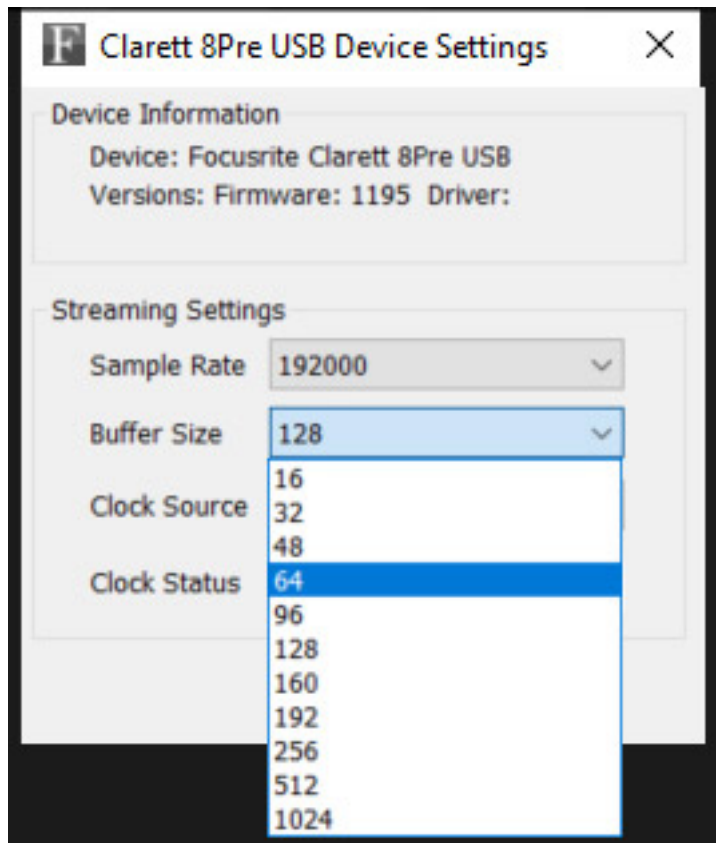 F Clarett 8Pre USB Device Settings
Device Information
Device: Focusrite Clarett 8Pre USB
Versions: Firmware: 1195 Driver:
Streaming Settings
Sample Rate 192000
Buffer Size 128
16
Clock Source 32
48
Clock Status 64
96
128
160
192
256
512
1024